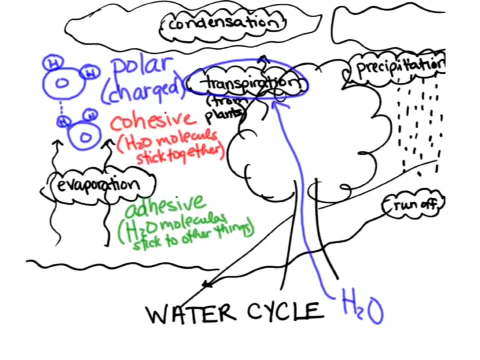 condensation
H
H
polar
(charged)
transpiration
(from
plants)
precipitation
H
H
cohesive
(H2O molecules
stick together)
evaporation
adhesive
(H2O molecules
stick to other things)
run off
WATER CYCLE
H2O